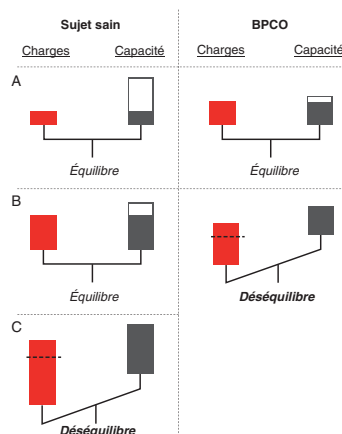 Sujet sain
BPCO
Charges
Capacité
Charges
Capacité
A
Équilibre
Équilibre
B
Équilibre
Déséquilibre
C
Déséquilibre